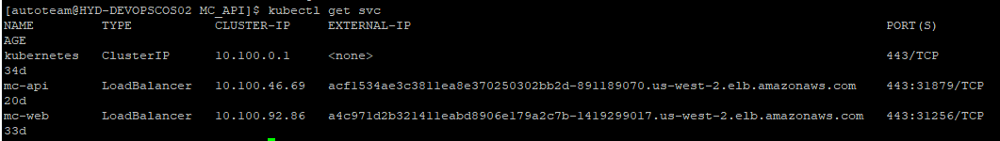 [autoteam@HYD-DEVOPSCOS02 MC_API]$ kubectl get svc
NAME TYPE CLUSTER-IP EXTERNAL-IP PORT(S)
AGE
kubernetes ClusterIP 10.100.0.1 <none> 443/TCP
34d
mc-api LoadBalancer 10.100.46.69 acf1534ae3c3811ea8e370250302bb2d-891189070.us-west-2.elb.amazonaws.com 443:31879/TCP
20d
mc-web LoadBalancer 10.100.92.86 a4c971d2b321411eabd8906e179a2c7b-1419299017.us-west-2.elb.amazonaws.com 443:31256/TCP
33d